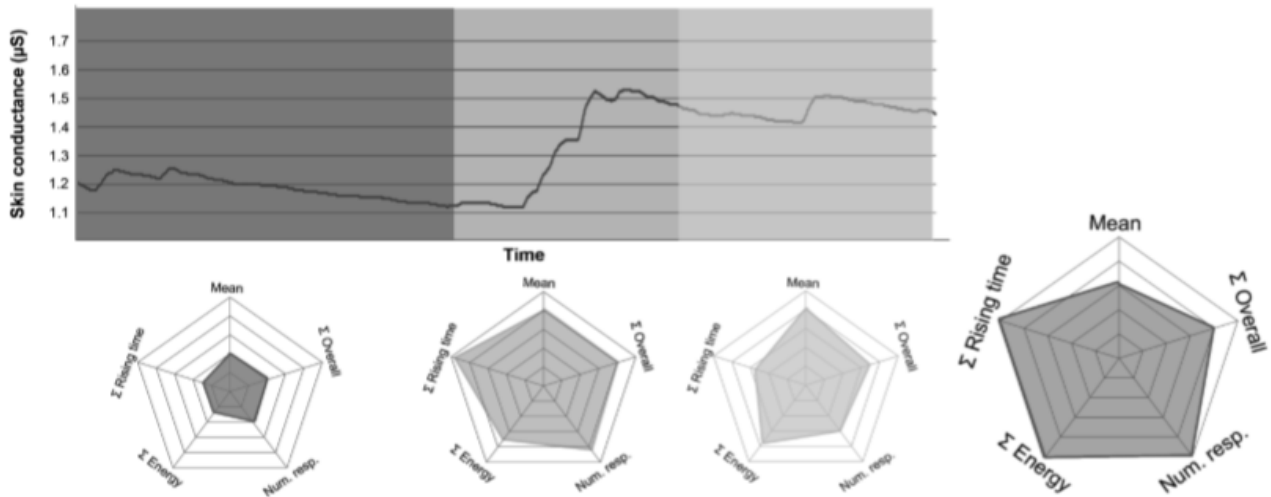 Skin conductance (µS)
1.7
1.6
1.5
1.4
1.3
1.2
1.1
Time
Mean
Σ Overall
Num. resp.
Σ Energy
Σ Rising time
Mean
Σ Overall
Num. resp.
Σ Energy
Σ Rising time
Mean
Σ Overall
Num. resp.
Σ Energy
Σ Rising time
Mean
Σ Overall
Num. resp.
Σ Energy
Σ Rising time